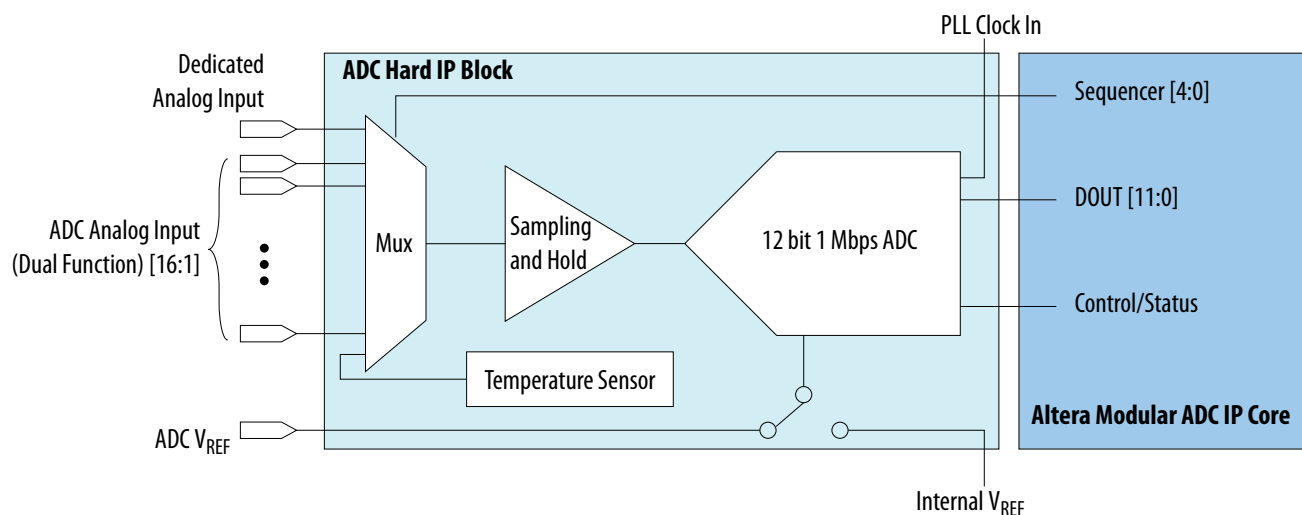 PLL Clock In
Dedicated
Analog Input
ADC Hard IP Block
Sequencer [4:0]
DOUT [11:0]
Control/Status
ADC Analog Input
(Dual Function) [16:1]
Mux
Sampling
and Hold
12 bit 1 Mbps ADC
Temperature Sensor
Altera Modular ADC IP Core
ADC VREF
Internal VREF